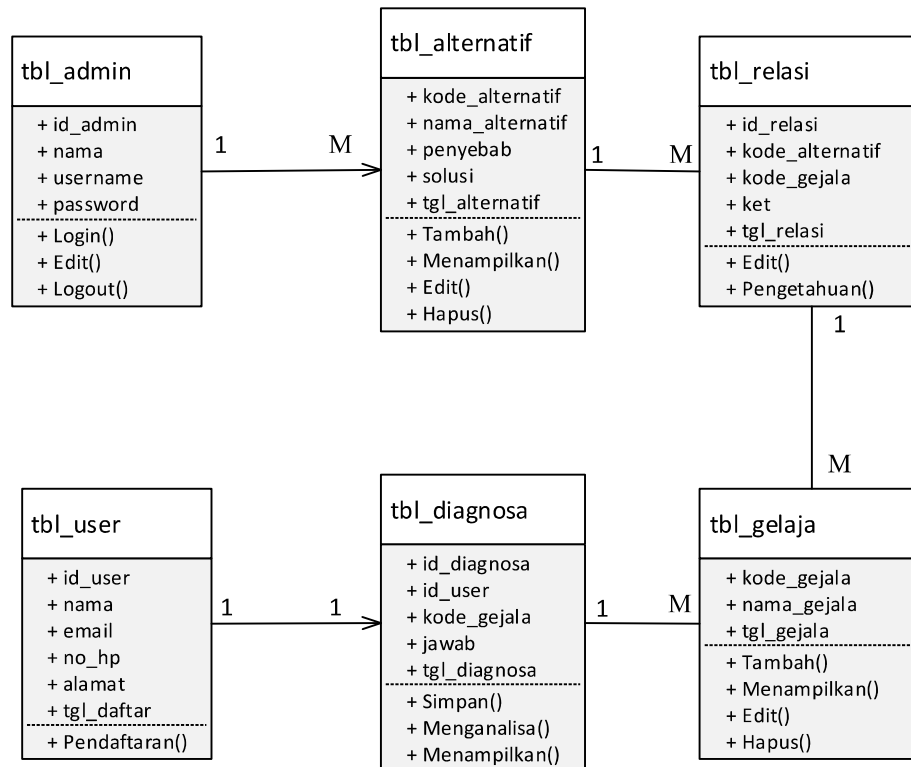 tbl_admin
+ id_admin
+ nama
+ username
+ password
+ Login()
+ Edit()
+ Logout()
1
M
tbl_alternatif
+ kode_alternatif
+ nama_alternatif
+ penyebab
+ solusi
+ tgl_alternatif
+ Tambah()
+ Menampilkan()
+ Edit()
+ Hapus()
1
M
tbl_relasi
+ id_relasi
+ kode_alternatif
+ kode_gejala
+ ket
+ tgl_relasi
+ Edit()
+ Pengetahuan()
1
M
tbl_user
+ id_user
+ nama
+ email
+ no_hp
+ alamat
+ tgl_daftar
+ Pendaftaran()
1
1
tbl_diagnosa
+ id_diagnosa
+ id_user
+ kode_gejala
+ jawab
+ tgl_diagnosa
+ Simpan()
+ Menganalisa()
+ Menampilkan()
1
M
tbl_gelaja
+ kode_gejala
+ nama_gejala
+ tgl_gejala
+ Tambah()
+ Menampilkan()
+ Edit()
+ Hapus()